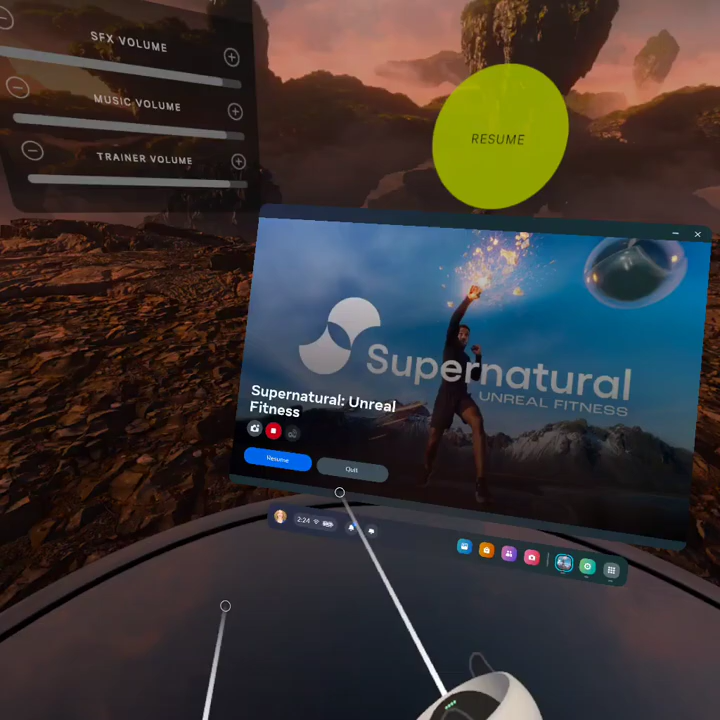 SFX VOLUME
MUSIC VOLUME
TRAINER VOLUME
RESUME
Supernatural
UNREAL FITNESS
Supernatural: Unreal
Fitness
Resume
Quit
2:24